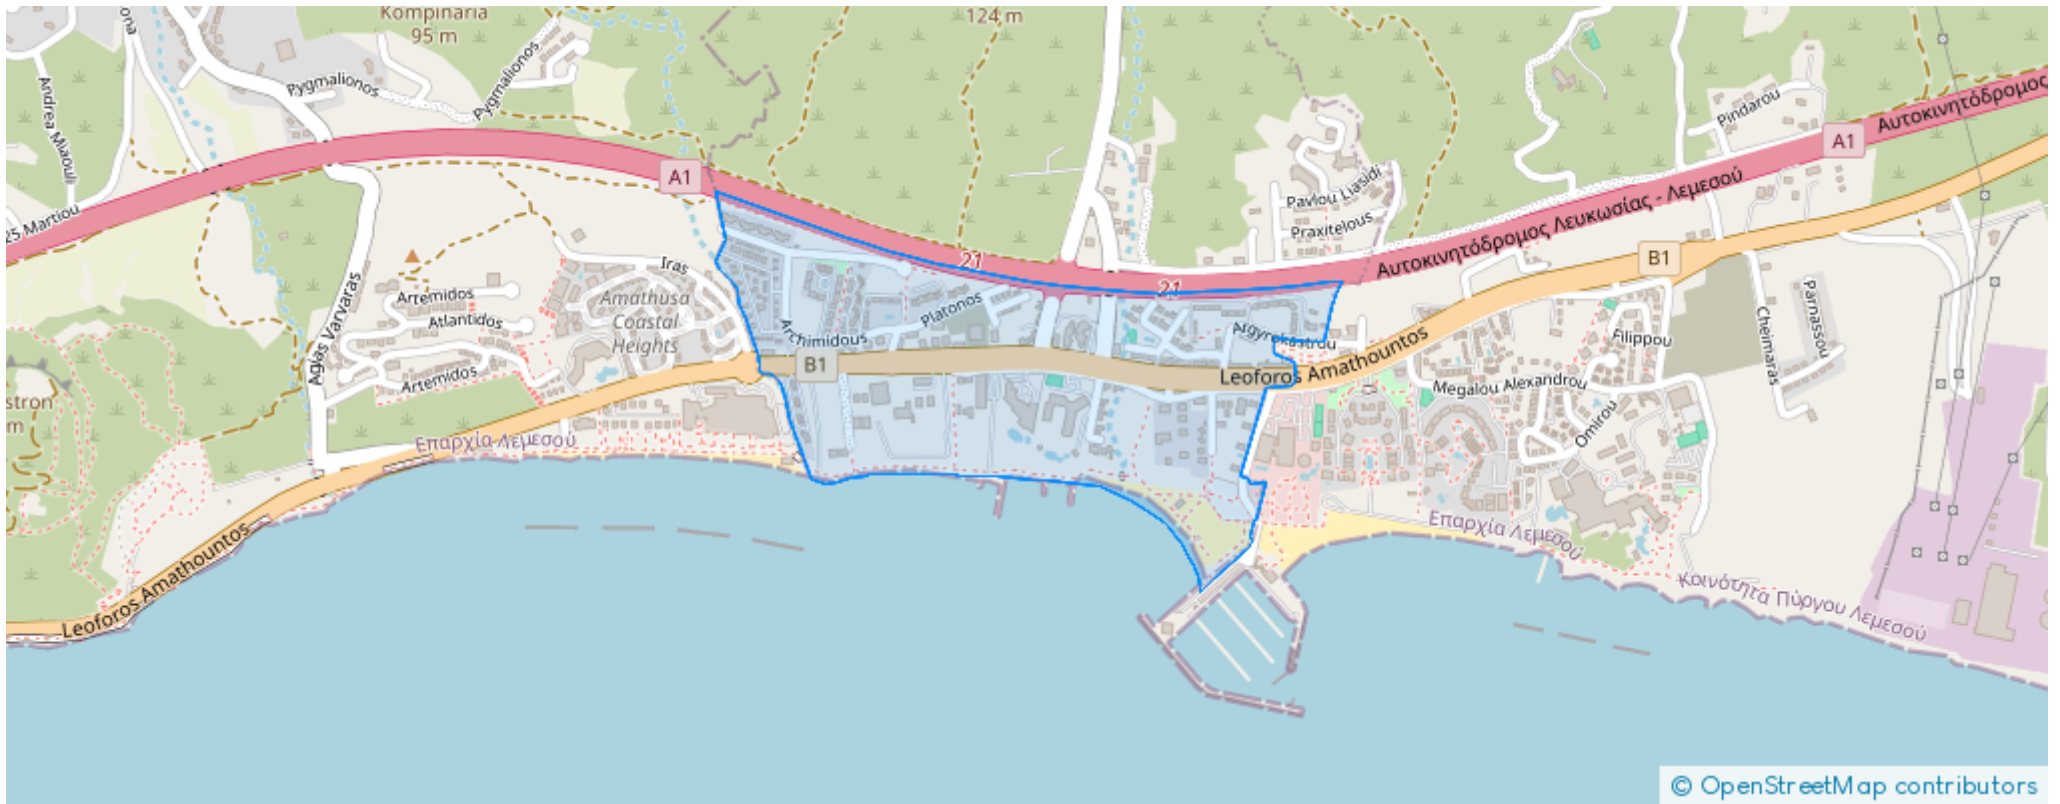 Kompinaria
95 m
124 m
ona
Pygmalionos
Pygmalionos
Andrea Miaouli
25 Martiou
A1
Pindarou
A1
Αυτοκινητόδρομος
Pavlou Liasidi
Praxitelous
Αυτοκινητόδρομος Λευκωσίας - Λεμεσού
B1
21
21
Iras
Artemidos
Atlantidos
Artemidos
Agias Varvaras
Amathusa
Coastal
Heights
Archimidous
Platonos
Argyrokastrou
B1
Leoforos Amathountos
Filippou
Megalou Alexandrou
Omirou
Cheimaras
Parnassou
stron
m
Επαρχία Λεμεσού
Leoforos Amathountos
Επαρχία Λεμεσού
Κοινότητα Πύργου Λεμεσού
© OpenStreetMap contributors